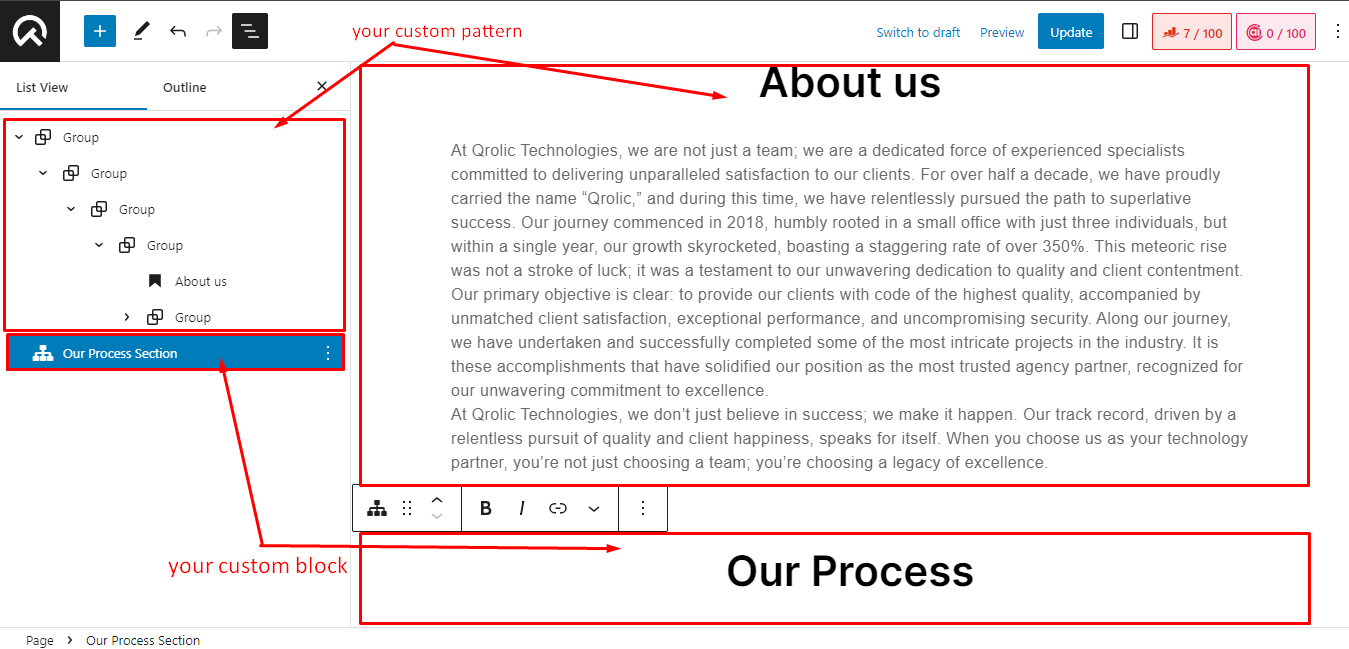 your custom pattern
Switch to draft
Preview
Update
7 / 100
0 / 100
List View
Outline
Group
Group
Group
Group
About us
Group
Our Process Section
your custom block
About us
At Qrolic Technologies, we are not just a team; we are a dedicated force of experienced specialists
committed to delivering unparalleled satisfaction to our clients. For over half a decade, we have proudly
carried the name “Qrolic,” and during this time, we have relentlessly pursued the path to superlative
success. Our journey commenced in 2018, humbly rooted in a small office with just three individuals, but
within a single year, our growth skyrocketed, boasting a staggering rate of over 350%. This meteoric rise
was not a stroke of luck; it was a testament to our unwavering dedication to quality and client contentment.
Our primary objective is clear: to provide our clients with code of the highest quality, accompanied by
unmatched client satisfaction, exceptional performance, and uncompromising security. Along our journey,
we have undertaken and successfully completed some of the most intricate projects in the industry. It is
these accomplishments that have solidified our position as the most trusted agency partner, recognized for
our unwavering commitment to excellence.
At Qrolic Technologies, we don’t just believe in success; we make it happen. Our track record, driven by a
relentless pursuit of quality and client happiness, speaks for itself. When you choose us as your technology
partner, you’re not just choosing a team; you’re choosing a legacy of excellence.
B I
Our Process
Page
Our Process Section